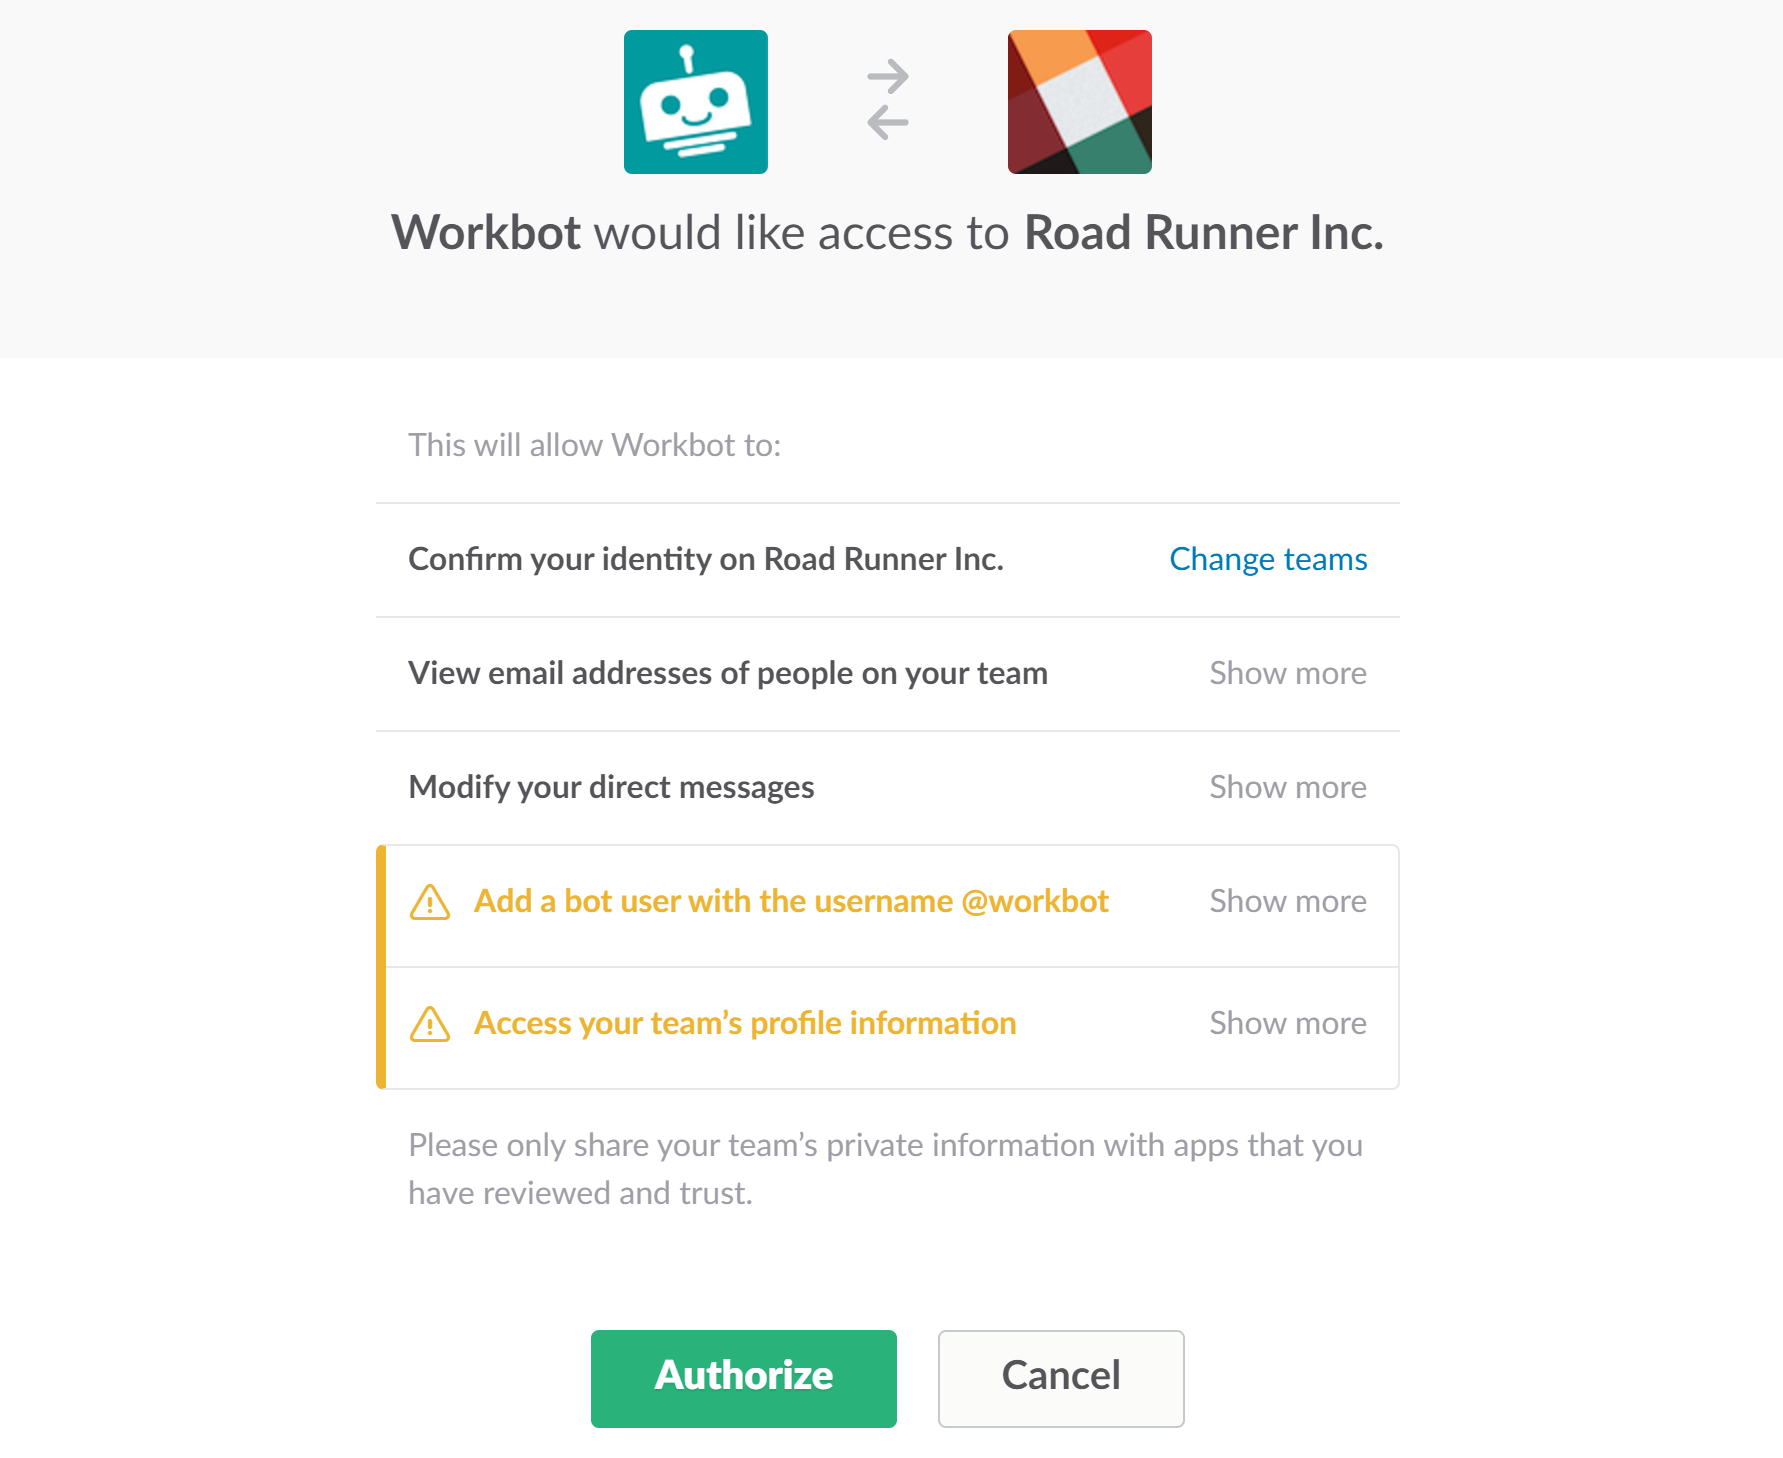 Workbot would like access to Road Runner Inc.
This will allow Workbot to:
Confirm your identity on Road Runner Inc.
Change teams
View email addresses of people on your team
Show more
Modify your direct messages
Show more
Add a bot user with the username @workbot
Show more
Access your team’s profile information
Show more
Please only share your team’s private information with apps that you
have reviewed and trust.
Authorize
Cancel